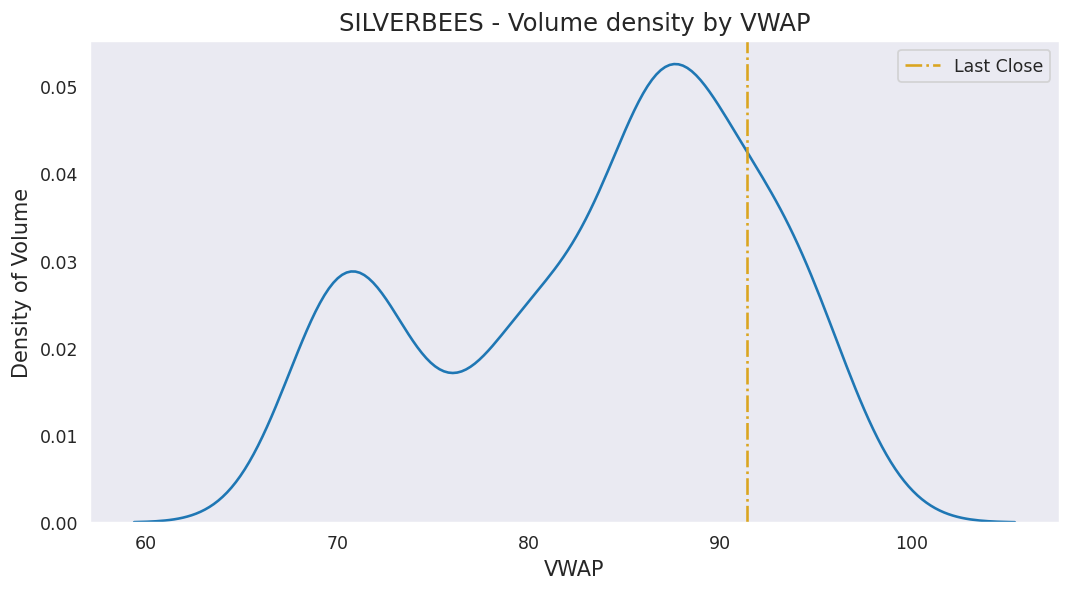 SILVERBEES - Volume density by VWAP
Last Close
Density of Volume
0.05
0.04
0.03
0.02
0.01
0.00
60 70 80 90 100
VWAP